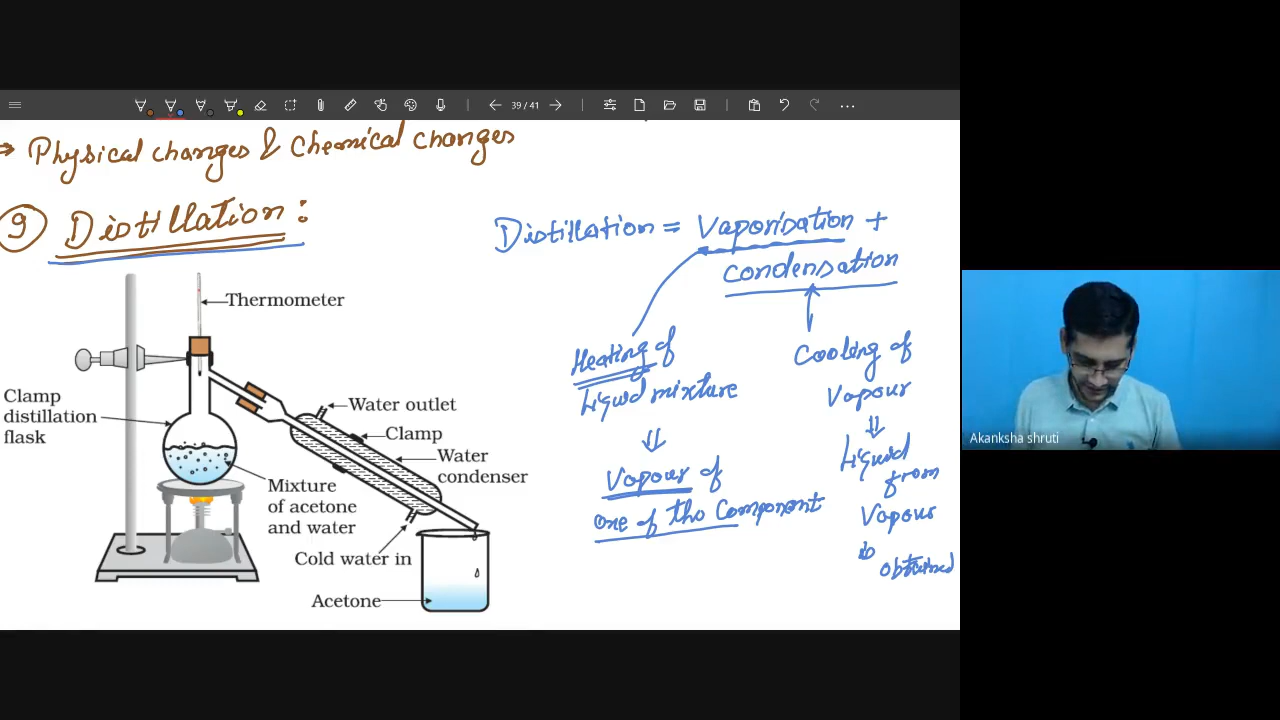 39 / 41
⇒ Physical changes & Chemical changes
9 Distillation :
Distillation = Vaporisation +
Condensation
Thermometer
Clamp
distillation
flask
Water outlet
Clamp
Water
condenser
Mixture
of acetone
and water
Cold water in
Acetone
Heating of
Liquid mixture
⇓
Vapour of
one of the Component
Cooling of
Vapour
⇓
Liquid
from
Vapour
is
obtained
Akanksha shruti